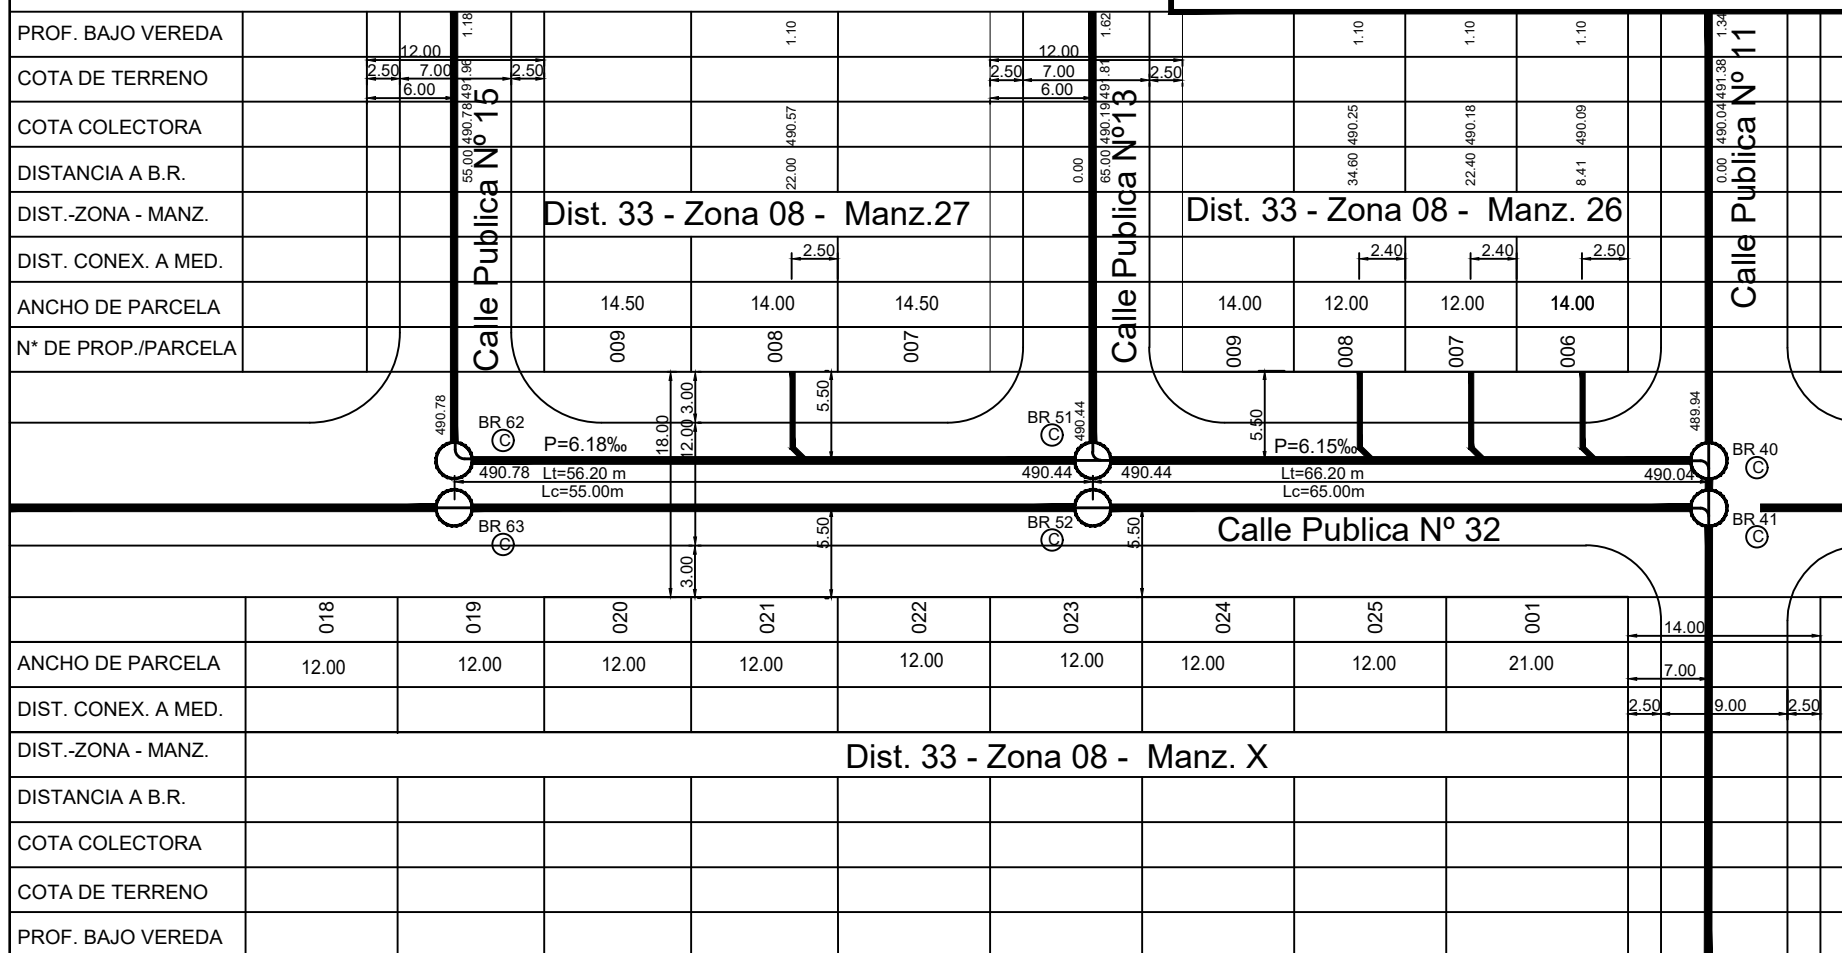 PROF. BAJO VEREDA
1.18
1.10
1.62
1.10
1.10
1.10
1.34
12.00
12.00
COTA DE TERRENO
2.50
7.00
491.96
2.50
2.50
7.00
491.81
2.50
491.38
6.00
6.00
COTA COLECTORA
490.78
490.57
490.19
490.25
490.18
490.09
490.04
DISTANCIA A B.R.
55.00
22.00
0.00
65.00
34.60
22.40
8.41
0.00
Calle Publica Nº 15
Calle Publica Nº13
Calle Publica Nº 11
DIST.-ZONA - MANZ.
Dist. 33 - Zona 08 - Manz.27
Dist. 33 - Zona 08 - Manz. 26
DIST. CONEX. A MED.
2.50
2.40
2.40
2.50
ANCHO DE PARCELA
14.50
14.00
14.50
14.00
12.00
12.00
14.00
N* DE PROP./PARCELA
009
008
007
009
008
007
006
490.78
18.00
3.00
12.00
5.50
490.44
5.50
489.94
BR 62
C
BR 51
C
BR 40
C
P=6.18‰
P=6.15‰
490.78
Lt=56.20 m
490.44
490.44
Lt=66.20 m
490.04
Lc=55.00m
Lc=65.00m
BR 63
C
BR 52
C
BR 41
C
Calle Publica Nº 32
5.50
5.50
3.00
018
019
020
021
022
023
024
025
001
14.00
ANCHO DE PARCELA
12.00
12.00
12.00
12.00
12.00
12.00
12.00
12.00
21.00
7.00
DIST. CONEX. A MED.
2.50
9.00
2.50
DIST.-ZONA - MANZ.
Dist. 33 - Zona 08 - Manz. X
DISTANCIA A B.R.
COTA COLECTORA
COTA DE TERRENO
PROF. BAJO VEREDA